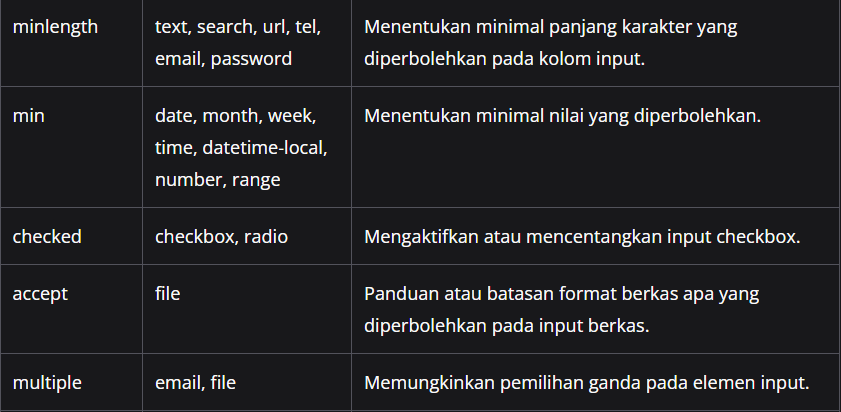 minlength
text, search, url, tel,
email, password
Menentukan minimal panjang karakter yang
diperbolehkan pada kolom input.
min
date, month, week,
time, datetime-local,
number, range
Menentukan minimal nilai yang diperbolehkan.
checked
checkbox, radio
Mengaktifkan atau mencentangkan input checkbox.
accept
file
Panduan atau batasan format berkas apa yang
diperbolehkan pada input berkas.
multiple
email, file
Memungkinkan pemilihan ganda pada elemen input.